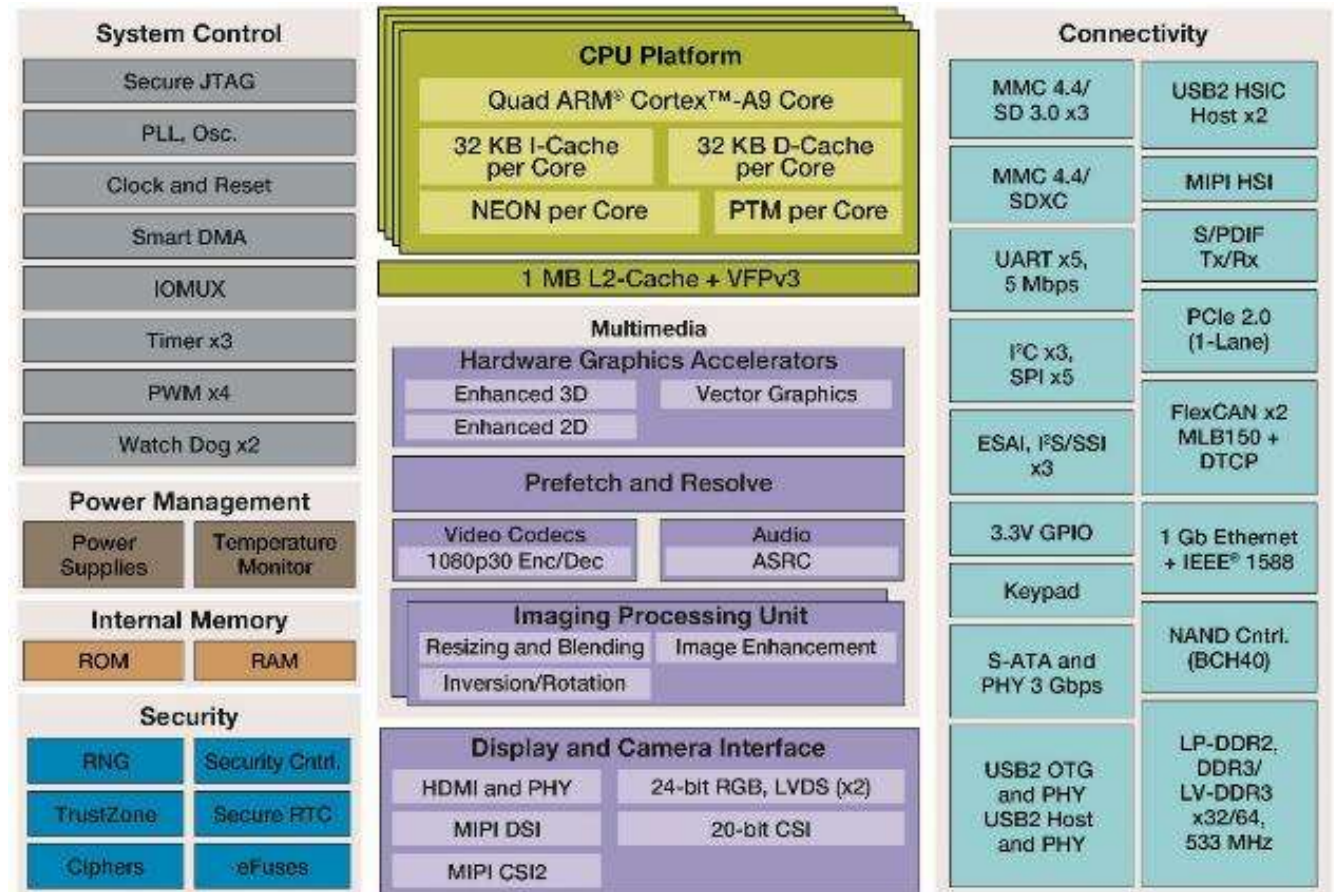 System Control
Secure JTAG
PLL, Osc.
Clock and Reset
Smart DMA
IOMUX
Timer x3
PWM x4
Watch Dog x2
Power Management
Power
Supplies
Temperature
Monitor
Internal Memory
ROM
RAM
Security
RNG
Security Cntrl.
TrustZone
Secure RTC
Ciphers
eFuses
CPU Platform
Quad ARM® Cortex™-A9 Core
32 KB I-Cache
per Core
32 KB D-Cache
per Core
NEON per Core
PTM per Core
1 MB L2-Cache + VFPv3
Multimedia
Hardware Graphics Accelerators
Enhanced 3D
Vector Graphics
Enhanced 2D
Prefetch and Resolve
Video Codecs
1080p30 Enc/Dec
Audio
ASRC
Imaging Processing Unit
Resizing and Blending
Image Enhancement
Inversion/Rotation
Display and Camera Interface
HDMI and PHY
24-bit RGB, LVDS (x2)
MIPI DSI
20-bit CSI
MIPI CSI2
Connectivity
MMC 4.4/
SD 3.0 x3
MMC 4.4/
SDXC
UART x5,
5 Mbps
I²C x3,
SPI x5
ESAI, I²S/SSI
x3
3.3V GPIO
Keypad
S-ATA and
PHY 3 Gbps
USB2 OTG
and PHY
USB2 Host
and PHY
USB2 HSIC
Host x2
MIPI HSI
S/PDIF
Tx/Rx
PCIe 2.0
(1-Lane)
FlexCAN x2
MLB150 +
DTCP
1 Gb Ethernet
+ IEEE® 1588
NAND Cntrl.
(BCH40)
LP-DDR2,
DDR3/
LV-DDR3
x32/64,
533 MHz